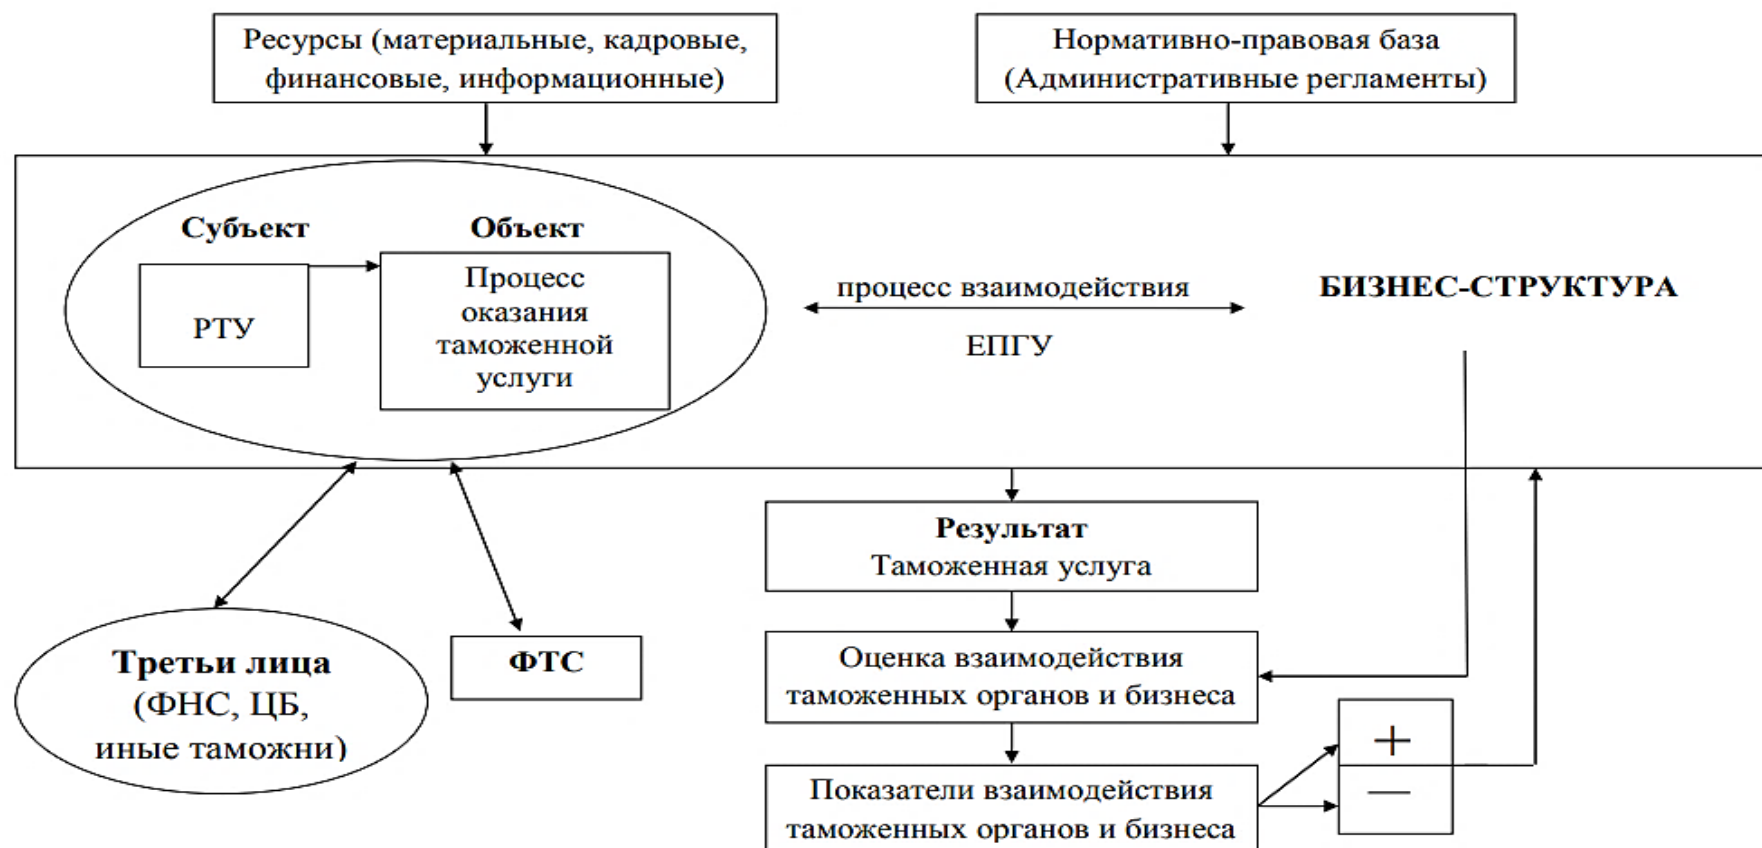 Ресурсы (материальные, кадровые,
финансовые, информационные)
Нормативно-правовая база
(Административные регламенты)
Субъект
Объект
РТУ
Процесс
оказания
таможенной
услуги
процесс взаимодействия
ЕПГУ
БИЗНЕС-СТРУКТУРА
Результат
Таможенная услуга
Третьи лица
(ФНС, ЦБ,
иные таможни)
ФТС
Оценка взаимодействия
таможенных органов и бизнеса
Показатели взаимодействия
таможенных органов и бизнеса
+
—